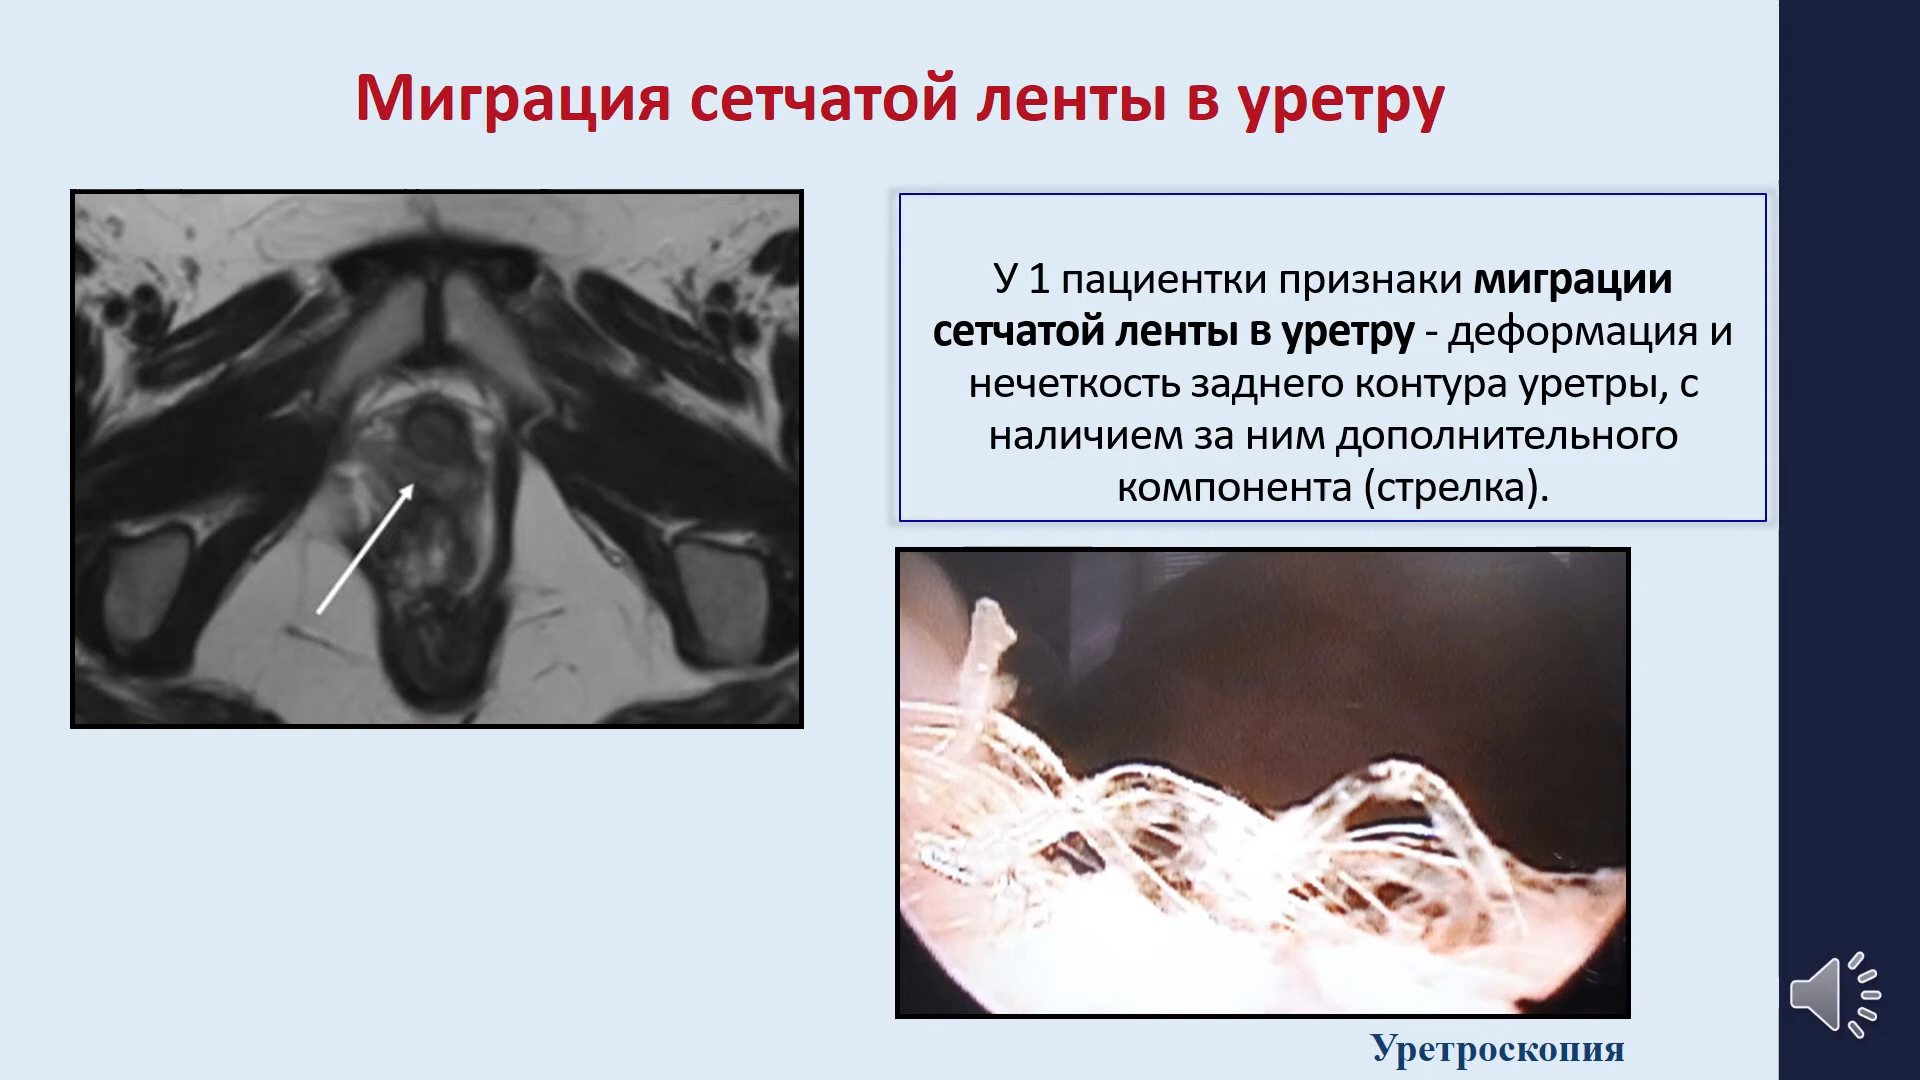 Миграция сетчатой ленты в уретру
У 1 пациентки признаки миграции
сетчатой ленты в уретру - деформация и
нечеткость заднего контура уретры, с
наличием за ним дополнительного
компонента (стрелка).
Уретроскопия